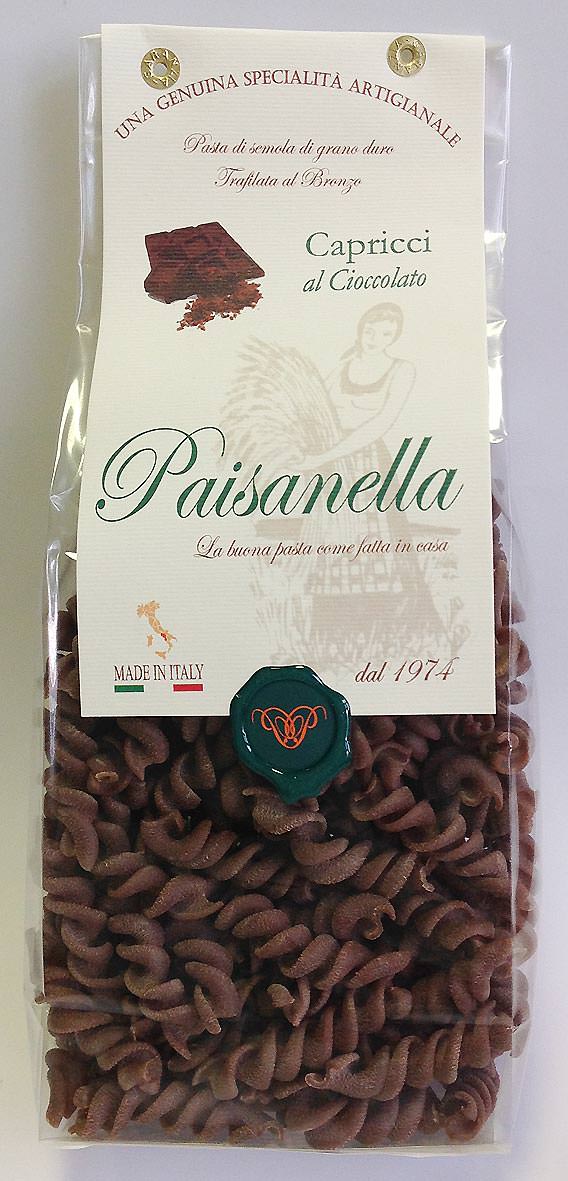 UNA GENUINA SPECIALITÀ ARTIGIANALE
Pasta di semola di grano duro
Trafilata al Bronzo
Capricci
al Cioccolato
Paisanella
La buona pasta come fatta in casa
MADE IN ITALY
dal 1974